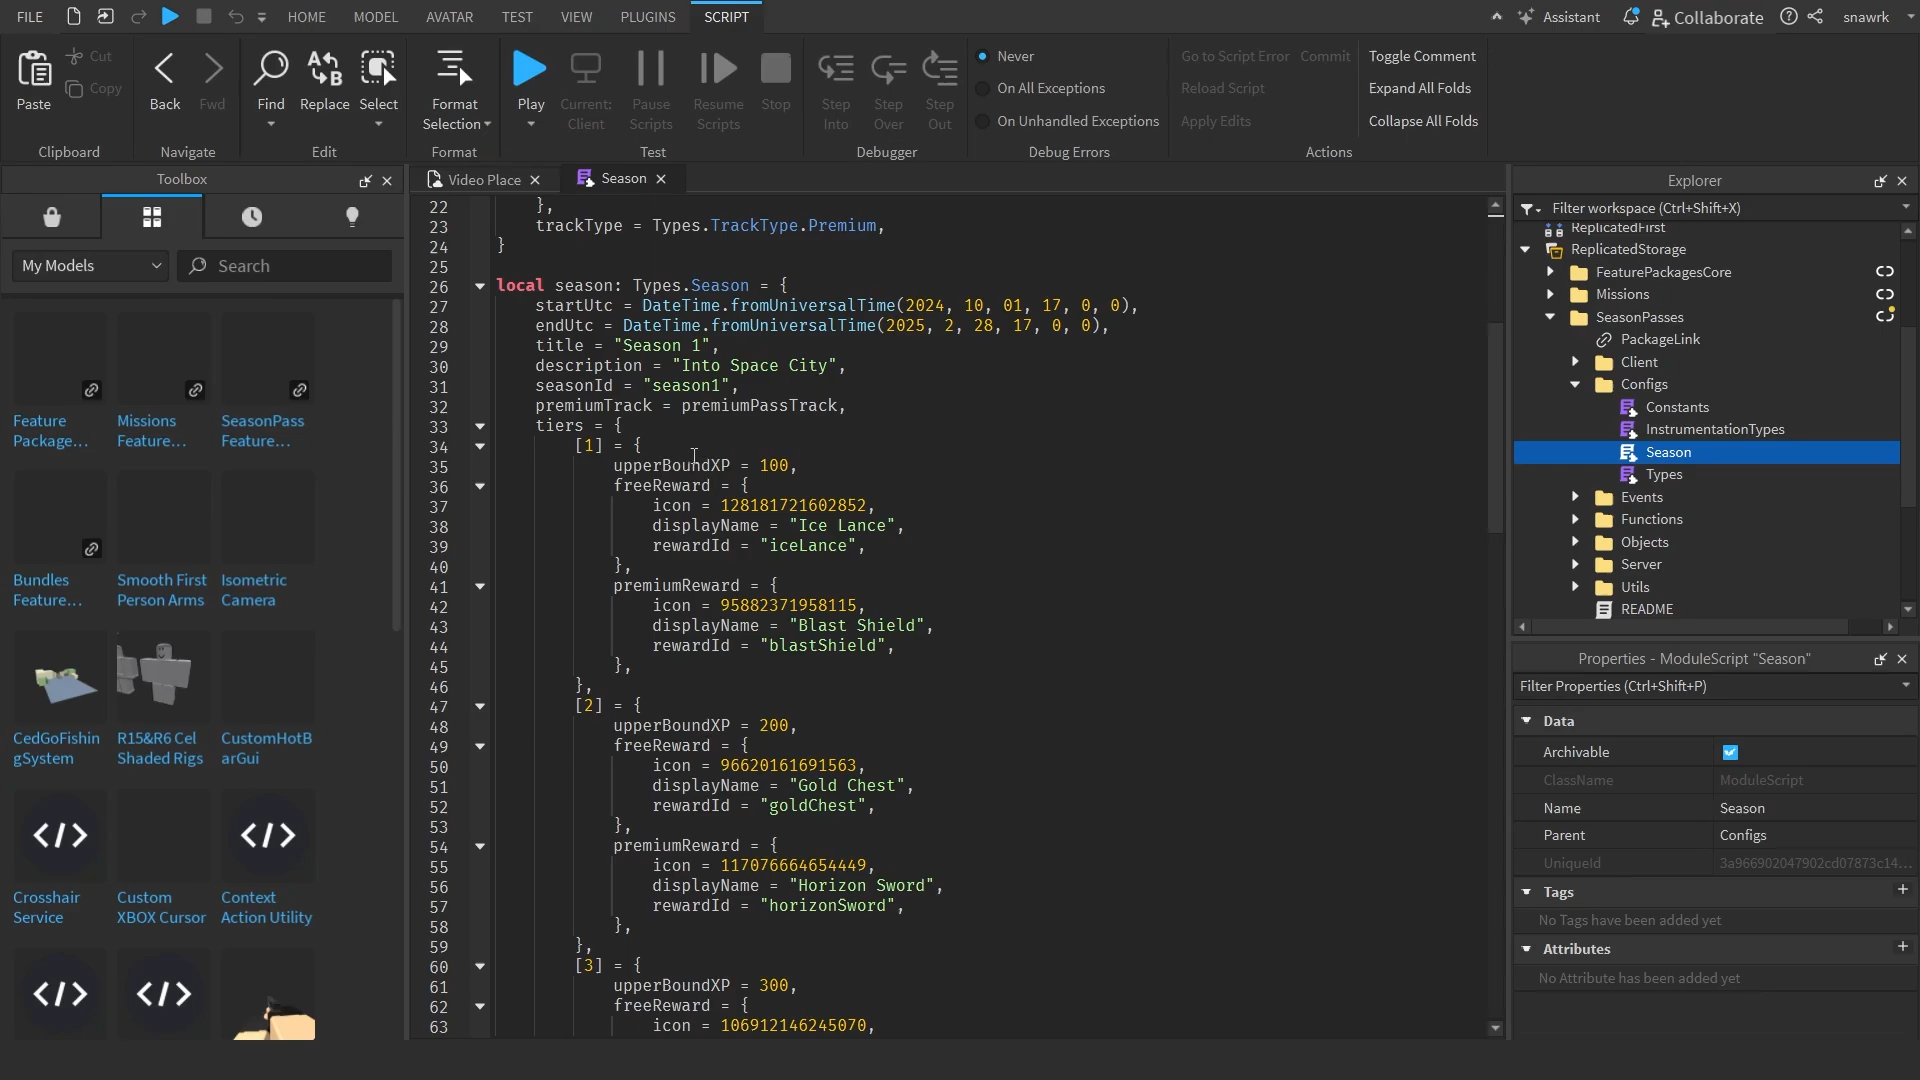 FILE HOME MODEL AVATAR TEST VIEW PLUGINS SCRIPT Assistant Collaborate snawrk
Paste Cut Copy
Clipboard
Back Fwd
Navigate
Find Replace Select
Edit
Format Selection
Format
Play Current: Client Pause Scripts Resume Scripts Stop
Test
Step Into Step Over Step Out
Debugger
Never
On All Exceptions
On Unhandled Exceptions
Debug Errors
Go to Script Error Commit Toggle Comment
Reload Script Expand All Folds
Apply Edits Collapse All Folds
Actions
Toolbox
My Models Search
Feature Package...
Missions Feature...
SeasonPass Feature...
Bundles Feature...
Smooth First Person Arms
Isometric Camera
CedGoFishin gSystem
R15&R6 Cel Shaded Rigs
CustomHotB arGui
Crosshair Service
Custom XBOX Cursor
Context Action Utility
Video Place Season
22 },
23 trackType = Types.TrackType.Premium,
24 }
25
26 local season: Types.Season = {
27 startUtc = DateTime.fromUniversalTime(2024, 10, 01, 17, 0, 0),
28 endUtc = DateTime.fromUniversalTime(2025, 2, 28, 17, 0, 0),
29 title = "Season 1",
30 description = "Into Space City",
31 seasonId = "season1",
32 premiumTrack = premiumPassTrack,
33 tiers = {
34 [1] = {
35 upperBoundXP = 100,
36 freeReward = {
37 icon = 128181721602852,
38 displayName = "Ice Lance",
39 rewardId = "iceLance",
40 },
41 premiumReward = {
42 icon = 95882371958115,
43 displayName = "Blast Shield",
44 rewardId = "blastShield",
45 },
46 },
47 [2] = {
48 upperBoundXP = 200,
49 freeReward = {
50 icon = 96620161691563,
51 displayName = "Gold Chest",
52 rewardId = "goldChest",
53 },
54 premiumReward = {
55 icon = 117076664654449,
56 displayName = "Horizon Sword",
57 rewardId = "horizonSword",
58 },
59 },
60 [3] = {
61 upperBoundXP = 300,
62 freeReward = {
63 icon = 106912146245070,
Explorer
Filter workspace (Ctrl+Shift+X)
ReplicatedFirst
ReplicatedStorage
FeaturePackagesCore
Missions
SeasonPasses
PackageLink
Client
Configs
Constants
InstrumentationTypes
Season
Types
Events
Functions
Objects
Server
Utils
README
Properties - ModuleScript "Season"
Filter Properties (Ctrl+Shift+P)
Data
Archivable
ClassName ModuleScript
Name Season
Parent Configs
UniqueId 3a966902047902cd07873c14...
Tags
No Tags have been added yet
Attributes
No Attribute has been added yet